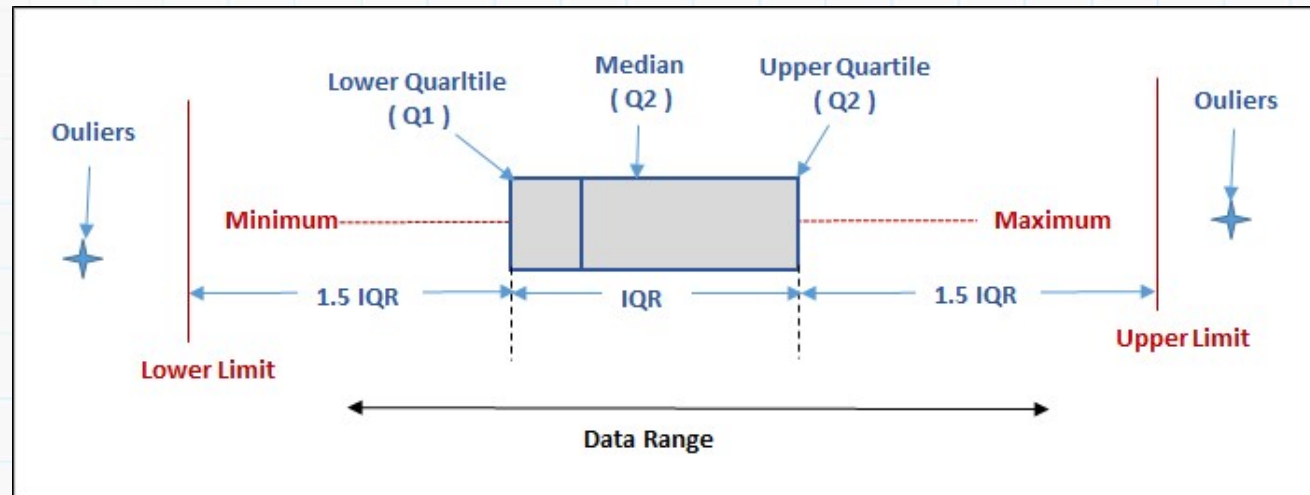 Ouliers
Lower Quarltile
( Q1 )
Median
( Q2 )
Upper Quartile
( Q2 )
Ouliers
Minimum
Maximum
1.5 IQR
IQR
1.5 IQR
Lower Limit
Upper Limit
Data Range